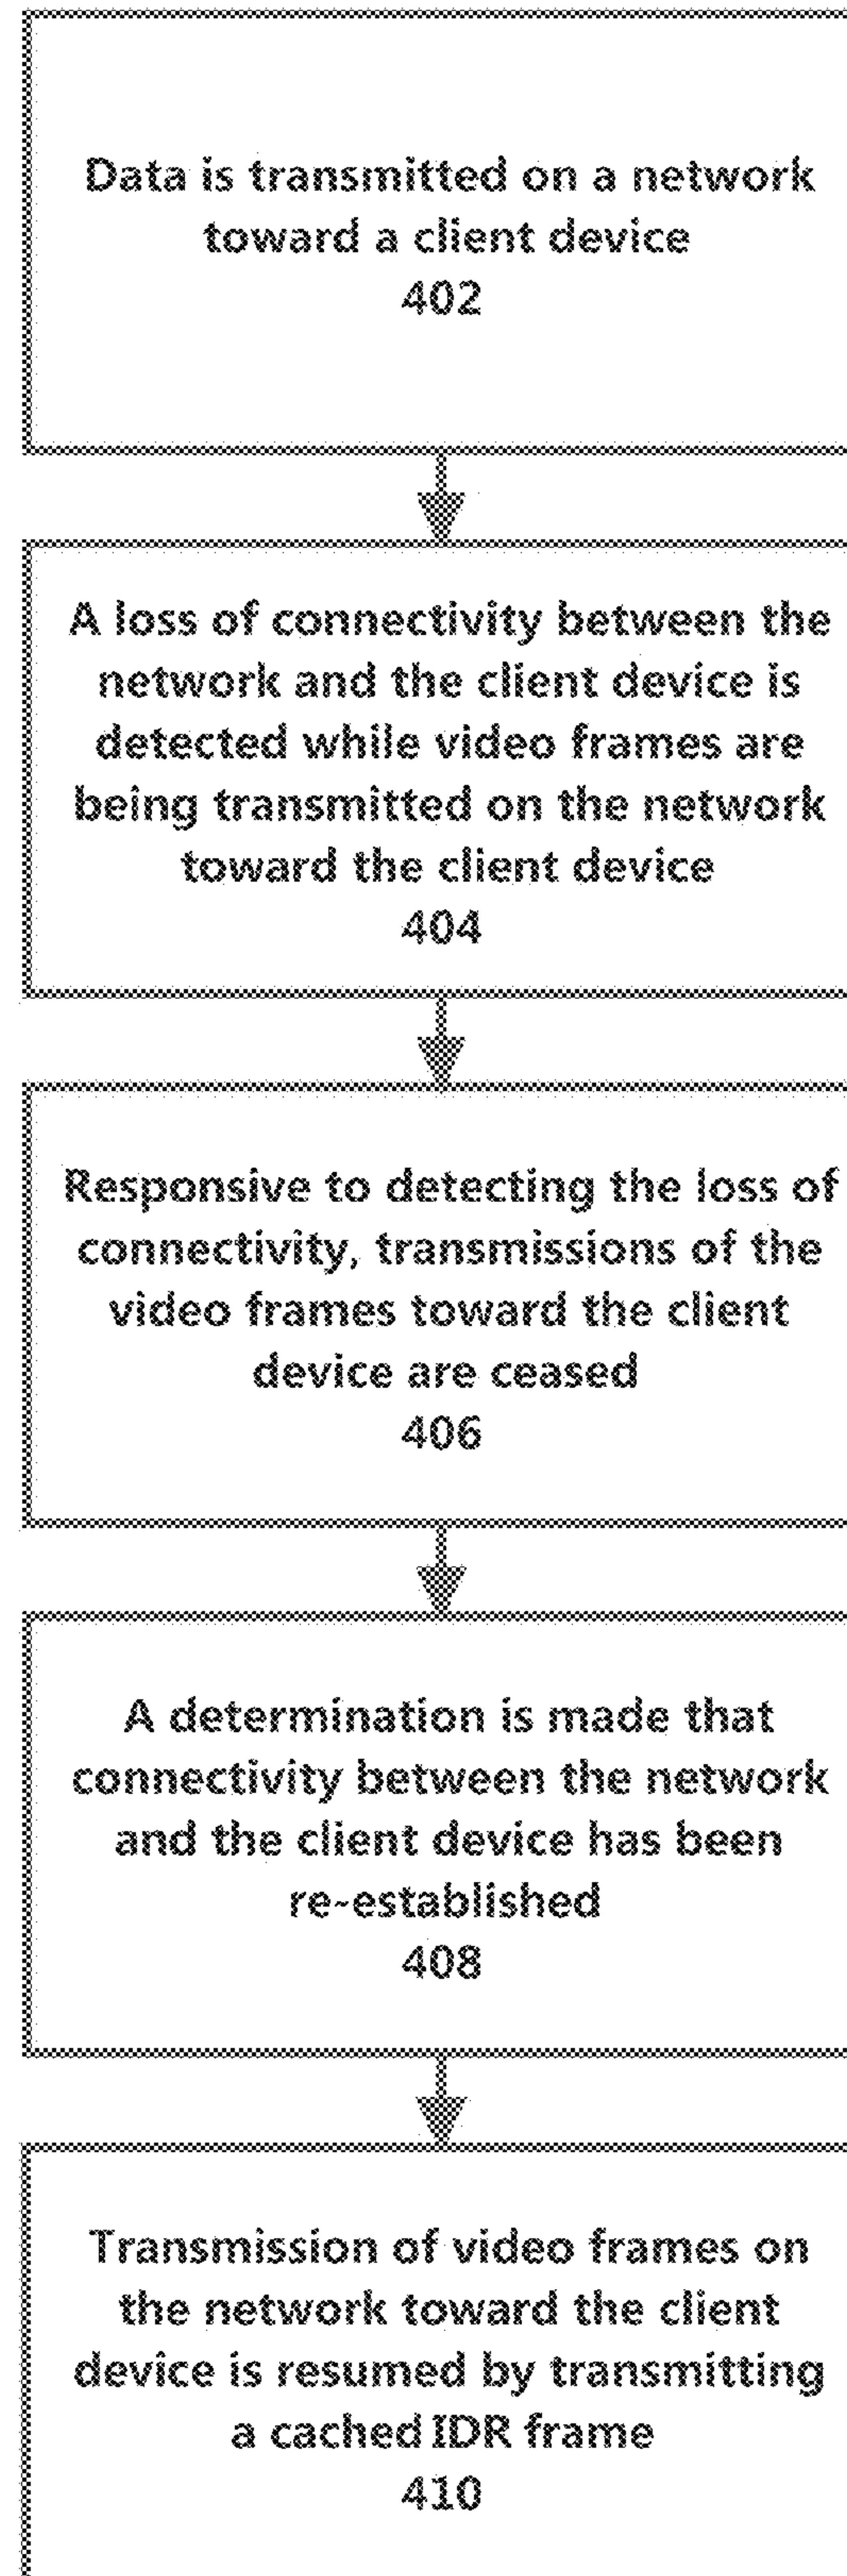 Data is transmitted on a network
toward a client device
402
A loss of connectivity between the
network and the client device is
detected while video frames are
being transmitted on the network
toward the client device
404
Responsive to detecting the loss of
connectivity, transmissions of the
video frames toward the client
device are ceased
406
A determination is made that
connectivity between the network
and the client device has been
re-established
408
Transmission of video frames on
the network toward the client
device is resumed by transmitting
a cached IDR frame
410